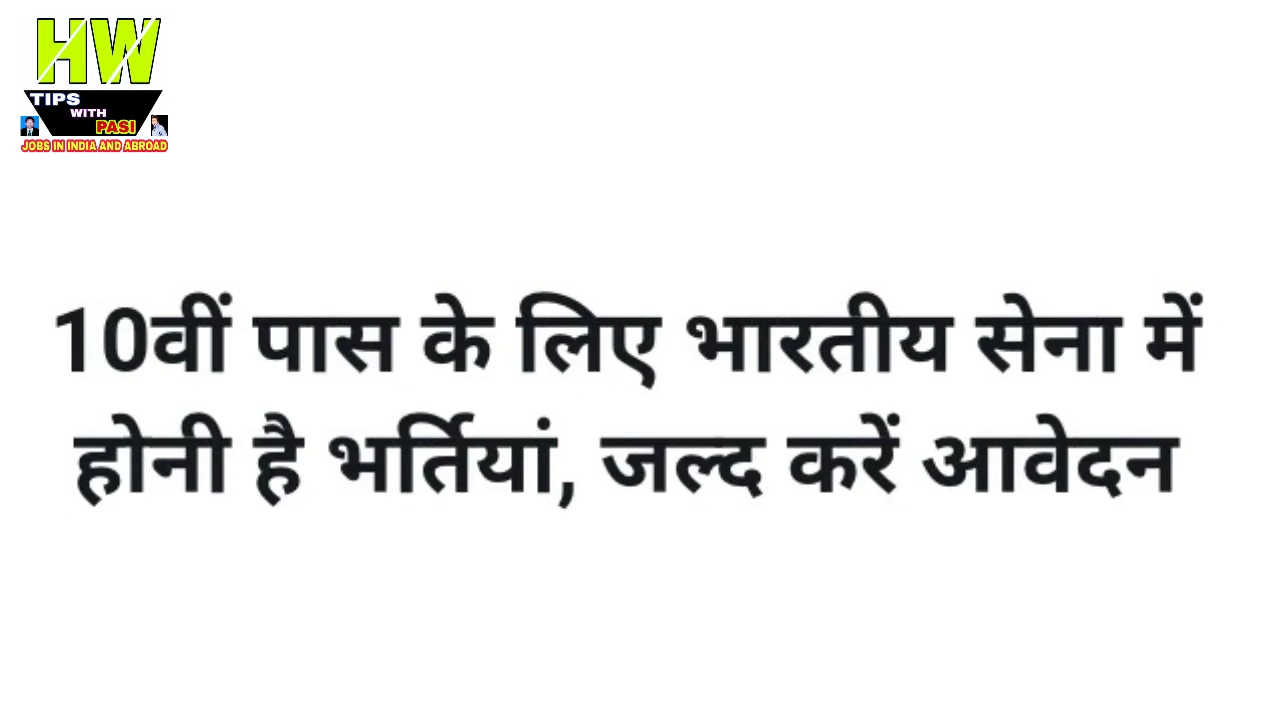 HW
TIPS
WITH
PASI
JOBS IN INDIA AND ABROAD
10वीं पास के लिए भारतीय सेना में
होनी है भर्तियां, जल्द करें आवेदन